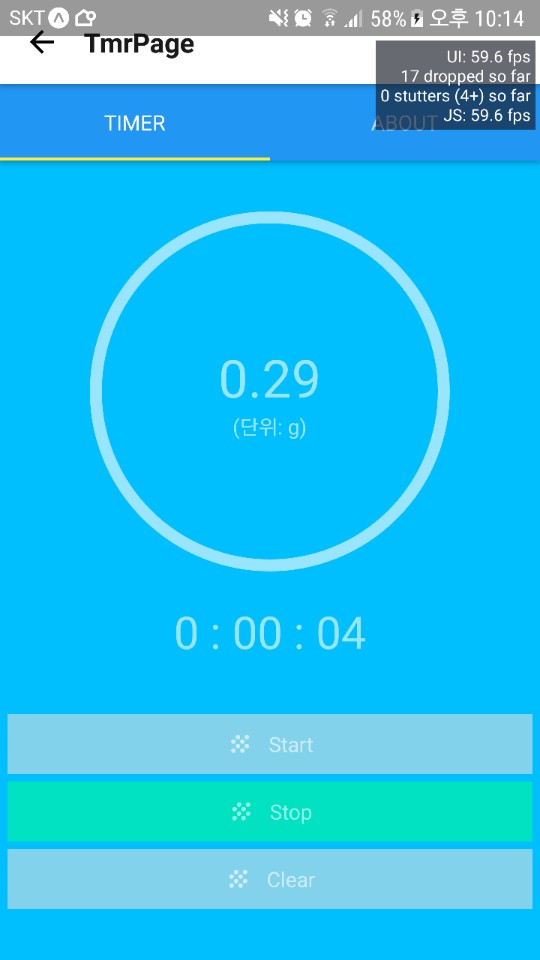 SKT 58% 오후 10:14
TmrPage
UI: 59.6 fps
17 dropped so far
0 stutters (4+) so far
JS: 59.6 fps
TIMER ABOUT
0.29
(단위: g)
0 : 00 : 04
Start
Stop
Clear